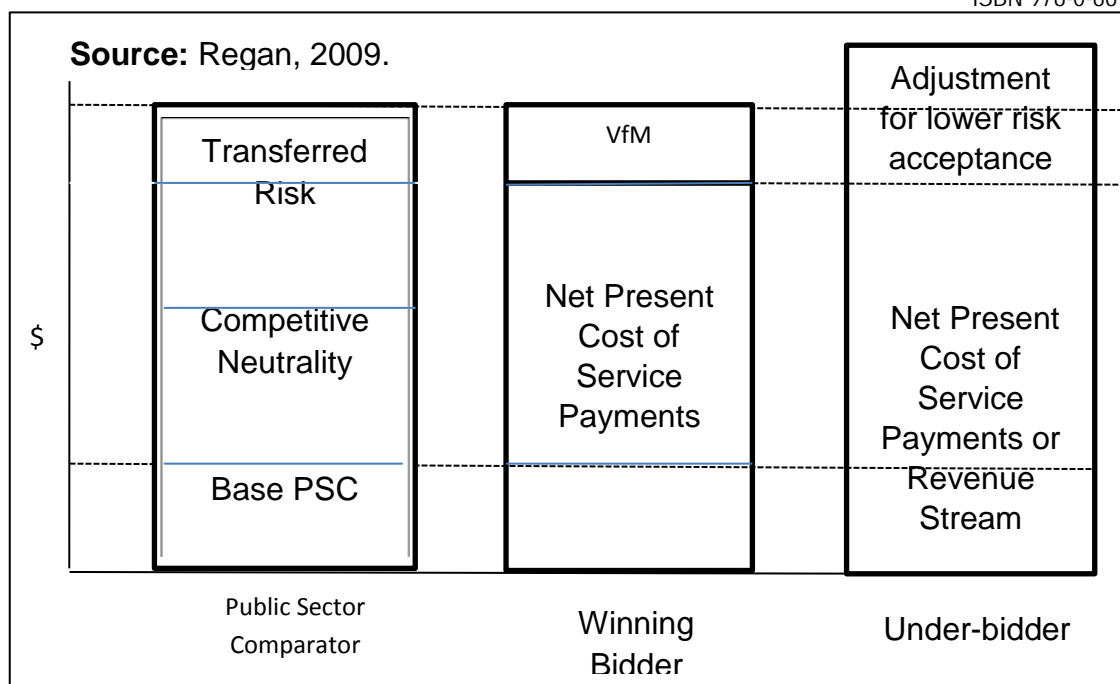 Source: Regan, 2009.
Transferred
Risk
Competitive
Neutrality
Base PSC
VfM
Net Present
Cost of
Service
Payments
Adjustment
for lower risk
acceptance
Net Present
Cost of
Service
Payments or
Revenue
Stream
$
Public Sector
Comparator
Winning
Bidder
Under-bidder